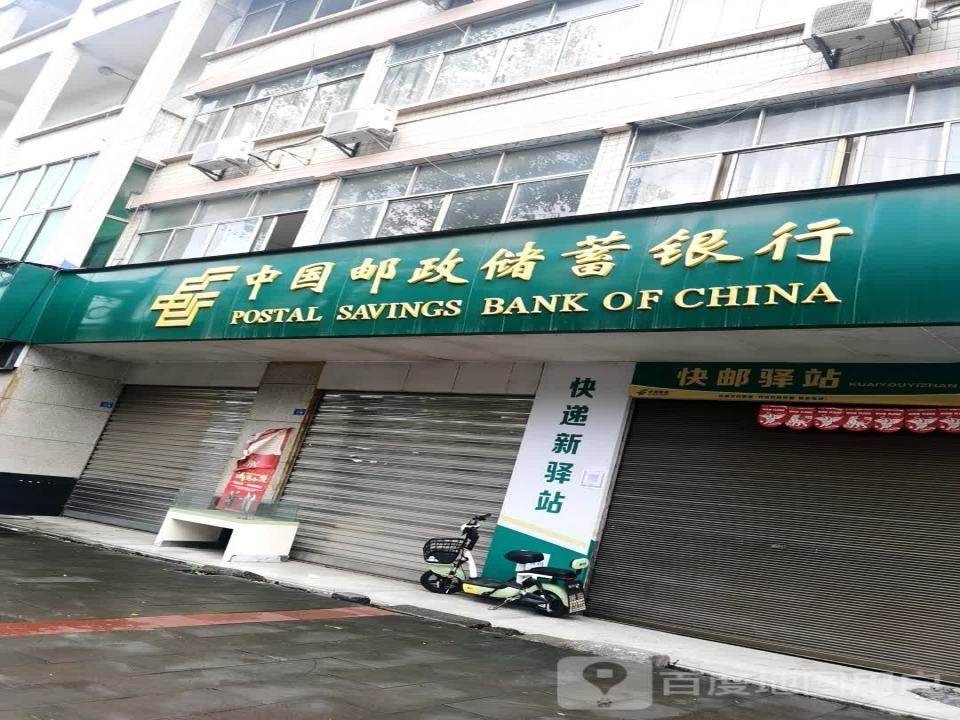 中国邮政储蓄银行
POSTAL SAVINGS BANK OF CHINA
快邮驿站
KUAIYOUYIZHAN
快递新驿站
百度地图